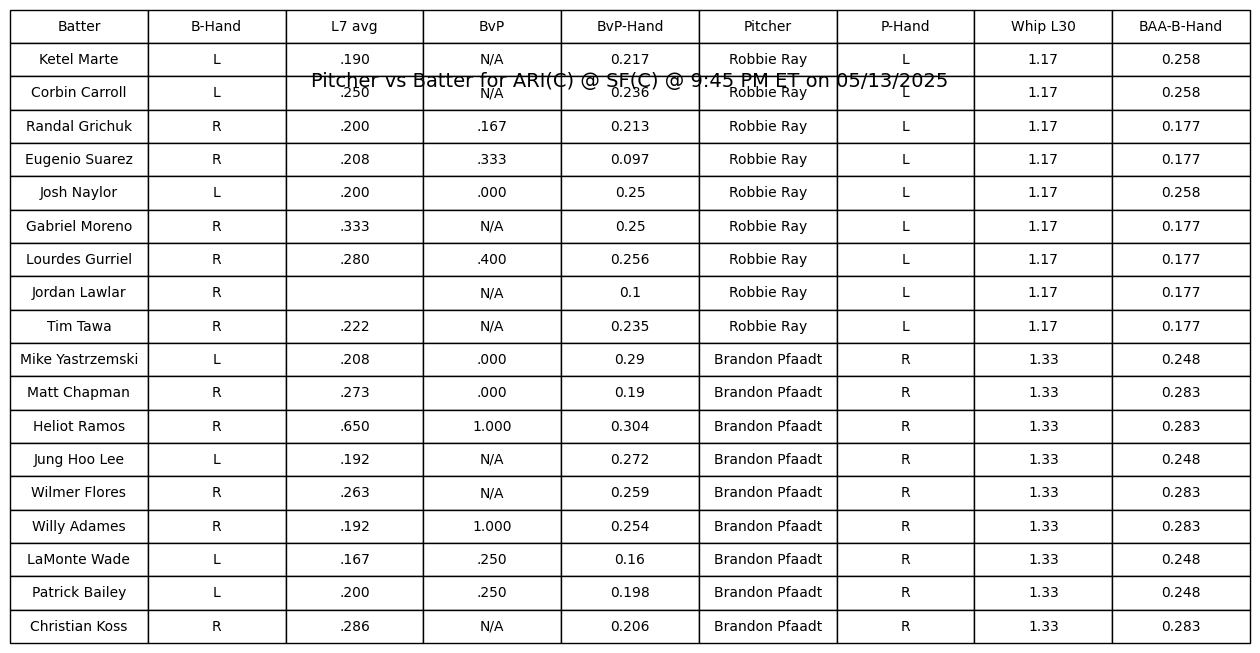 Batter B-Hand L7 avg BvP BvP-Hand Pitcher P-Hand Whip L30 BAA-B-Hand
Ketel Marte L .190 N/A 0.217 Robbie Ray L 1.17 0.258
Pitcher vs Batter for ARI(C) @ SF(C) @ 9:45 PM ET on 05/13/2025
Corbin Carroll L .250 N/A 0.236 Robbie Ray L 1.17 0.258
Randal Grichuk R .200 .167 0.213 Robbie Ray L 1.17 0.177
Eugenio Suarez R .208 .333 0.097 Robbie Ray L 1.17 0.177
Josh Naylor L .200 .000 0.25 Robbie Ray L 1.17 0.258
Gabriel Moreno R .333 N/A 0.25 Robbie Ray L 1.17 0.177
Lourdes Gurriel R .280 .400 0.256 Robbie Ray L 1.17 0.177
Jordan Lawlar R N/A 0.1 Robbie Ray L 1.17 0.177
Tim Tawa R .222 N/A 0.235 Robbie Ray L 1.17 0.177
Mike Yastrzemski L .208 .000 0.29 Brandon Pfaadt R 1.33 0.248
Matt Chapman R .273 .000 0.19 Brandon Pfaadt R 1.33 0.283
Heliot Ramos R .650 1.000 0.304 Brandon Pfaadt R 1.33 0.283
Jung Hoo Lee L .192 N/A 0.272 Brandon Pfaadt R 1.33 0.248
Wilmer Flores R .263 N/A 0.259 Brandon Pfaadt R 1.33 0.283
Willy Adames R .192 1.000 0.254 Brandon Pfaadt R 1.33 0.283
LaMonte Wade L .167 .250 0.16 Brandon Pfaadt R 1.33 0.248
Patrick Bailey L .200 .250 0.198 Brandon Pfaadt R 1.33 0.248
Christian Koss R .286 N/A 0.206 Brandon Pfaadt R 1.33 0.283